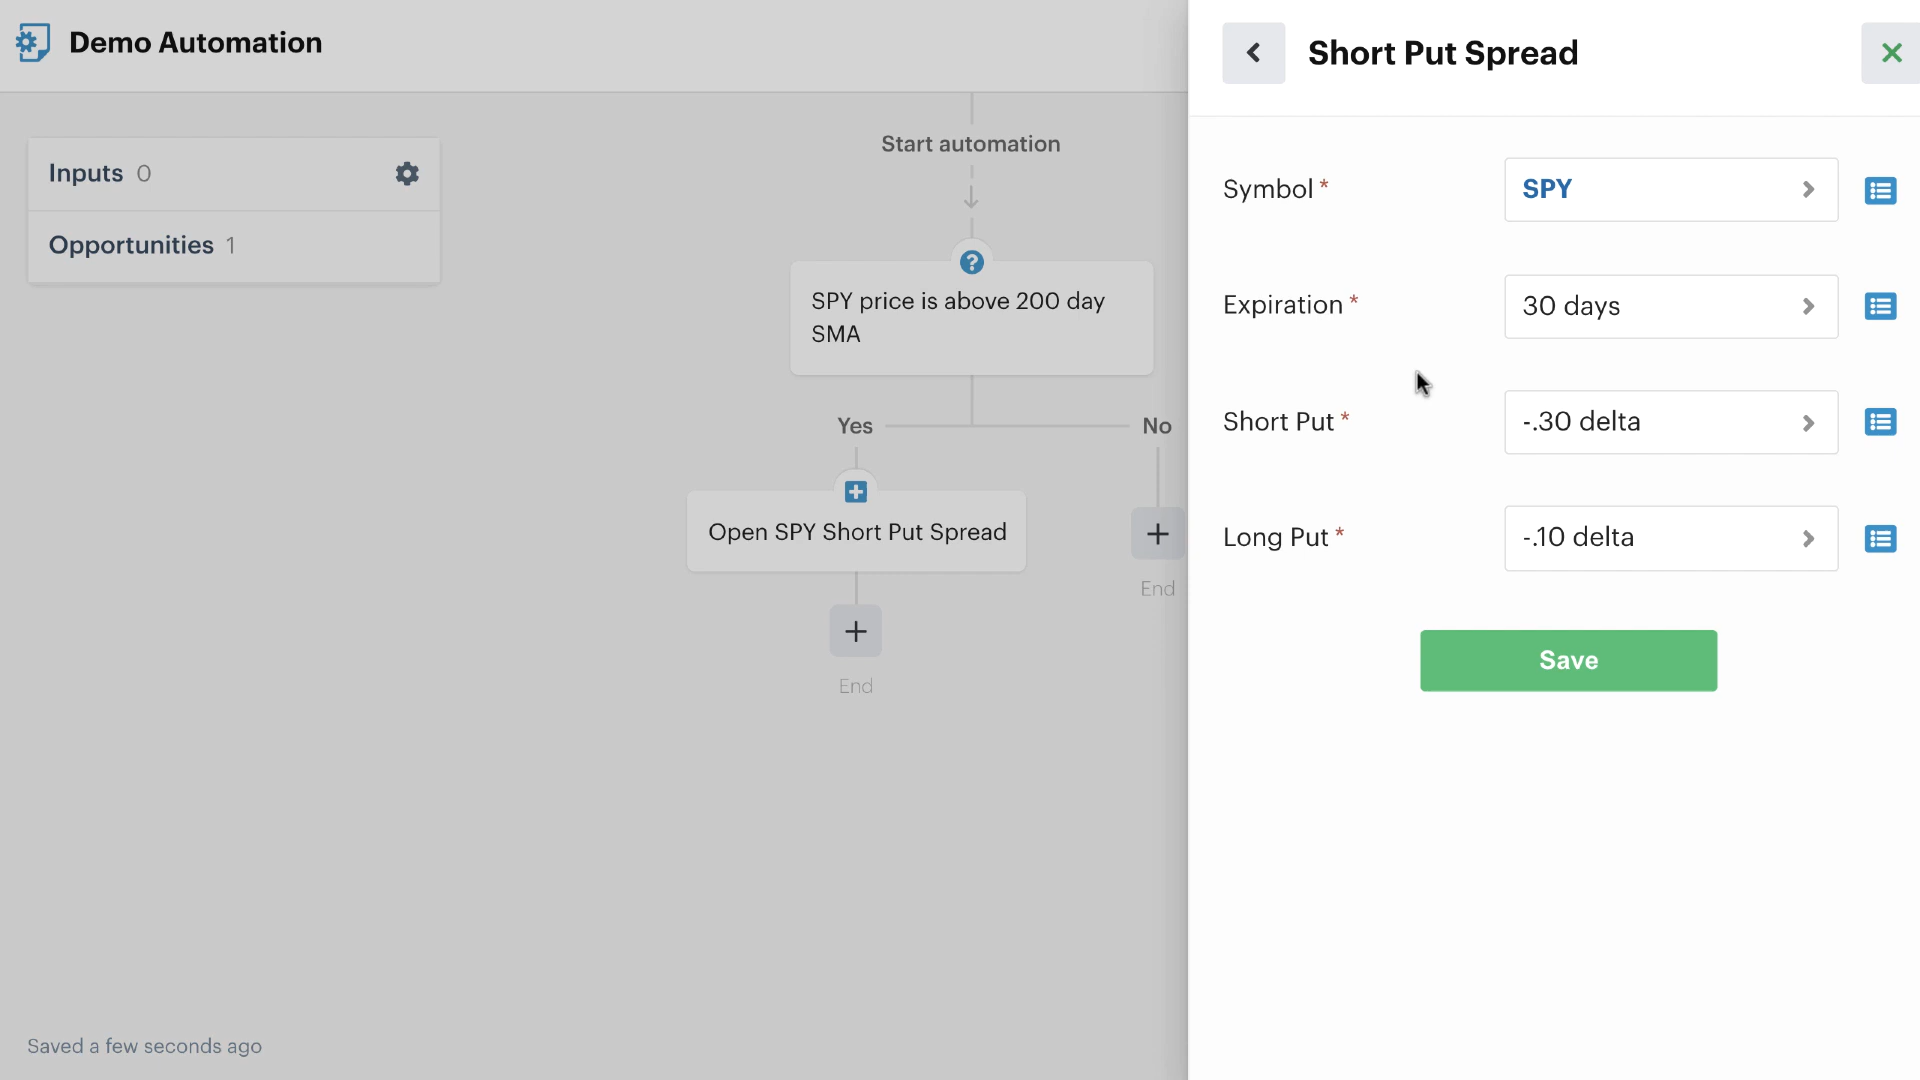 Demo Automation
Inputs 0
Opportunities 1
Start automation
?
SPY price is above 200 day
SMA
Yes
No
Open SPY Short Put Spread
End
End
Saved a few seconds ago
Short Put Spread
Symbol *
SPY
Expiration *
30 days
Short Put *
-.30 delta
Long Put *
-.10 delta
Save